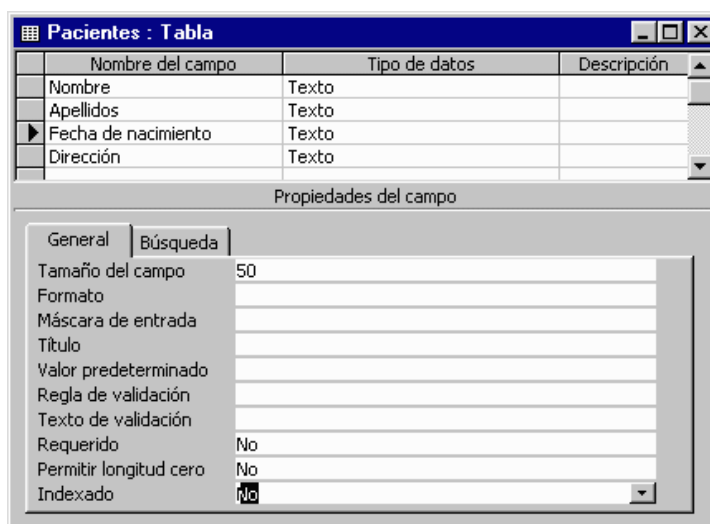 Pacientes : Tabla
Nombre del campo Tipo de datos Descripción
Nombre Texto
Apellidos Texto
Fecha de nacimiento Texto
Dirección Texto
Propiedades del campo
General Búsqueda
Tamaño del campo 50
Formato
Máscara de entrada
Título
Valor predeterminado
Regla de validación
Texto de validación
Requerido No
Permitir longitud cero No
Indexado No